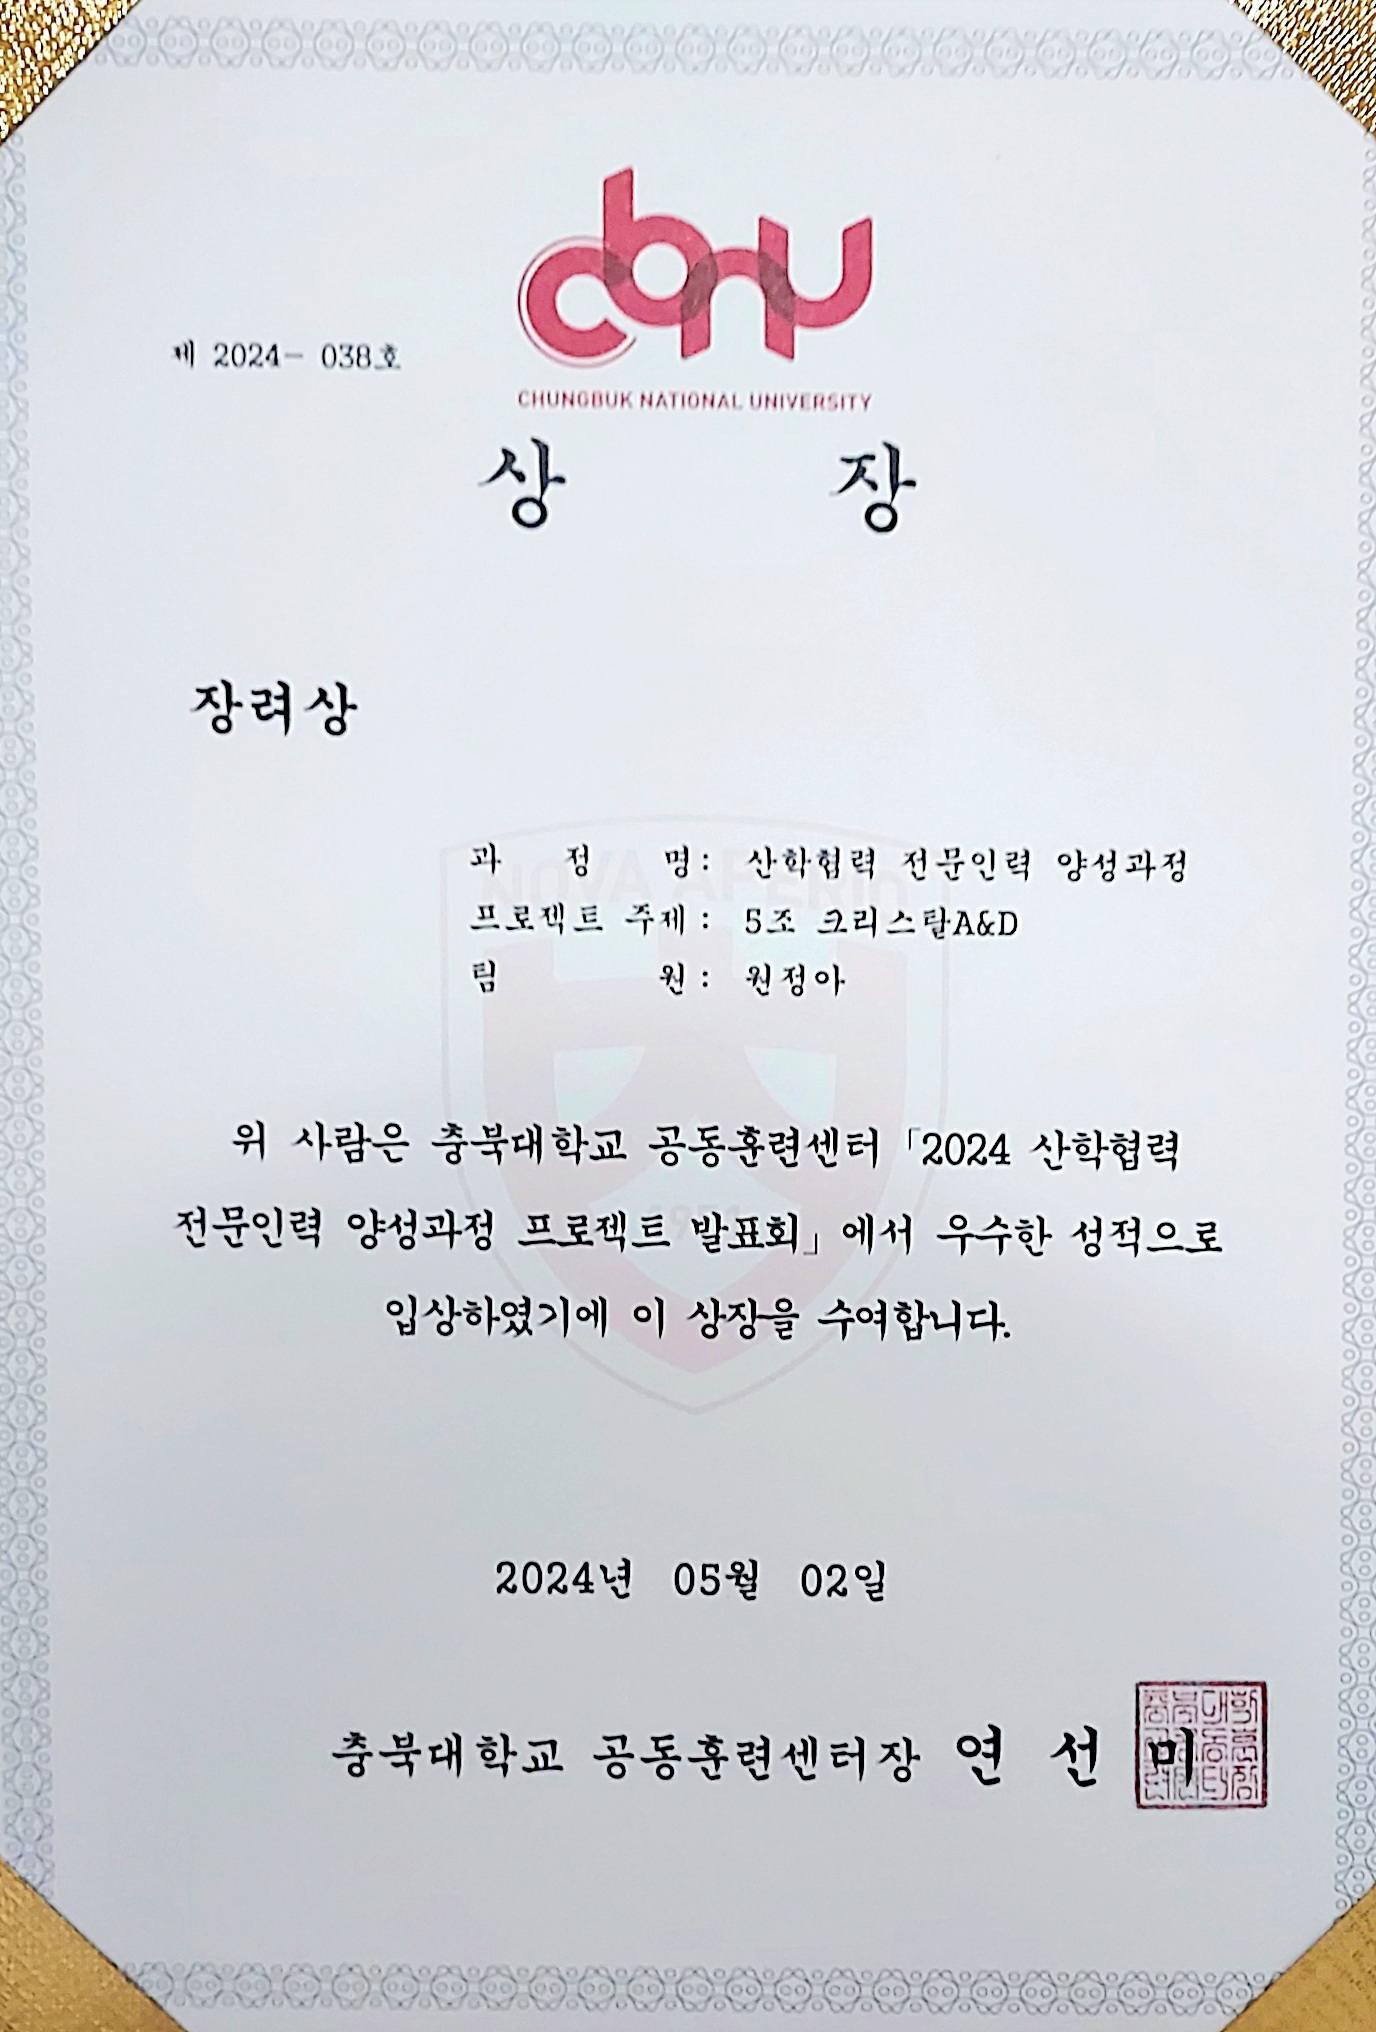 cbnu
CHUNGBUK NATIONAL UNIVERSITY
제 2024- 038호
상 장
장려상
과 정 명 : 산학협력 전문인력 양성과정
프로젝트 주제 : 5조 크리스탈A&D
팀 원 : 원정아
위 사람은 충북대학교 공동훈련센터 「2024 산학협력
전문인력 양성과정 프로젝트 발표회」에서 우수한 성적으로
입상하였기에 이 상장을 수여합니다.
2024년 05월 02일
충북대학교 공동훈련센터장 연 선 미
NOVA APERIO
1951